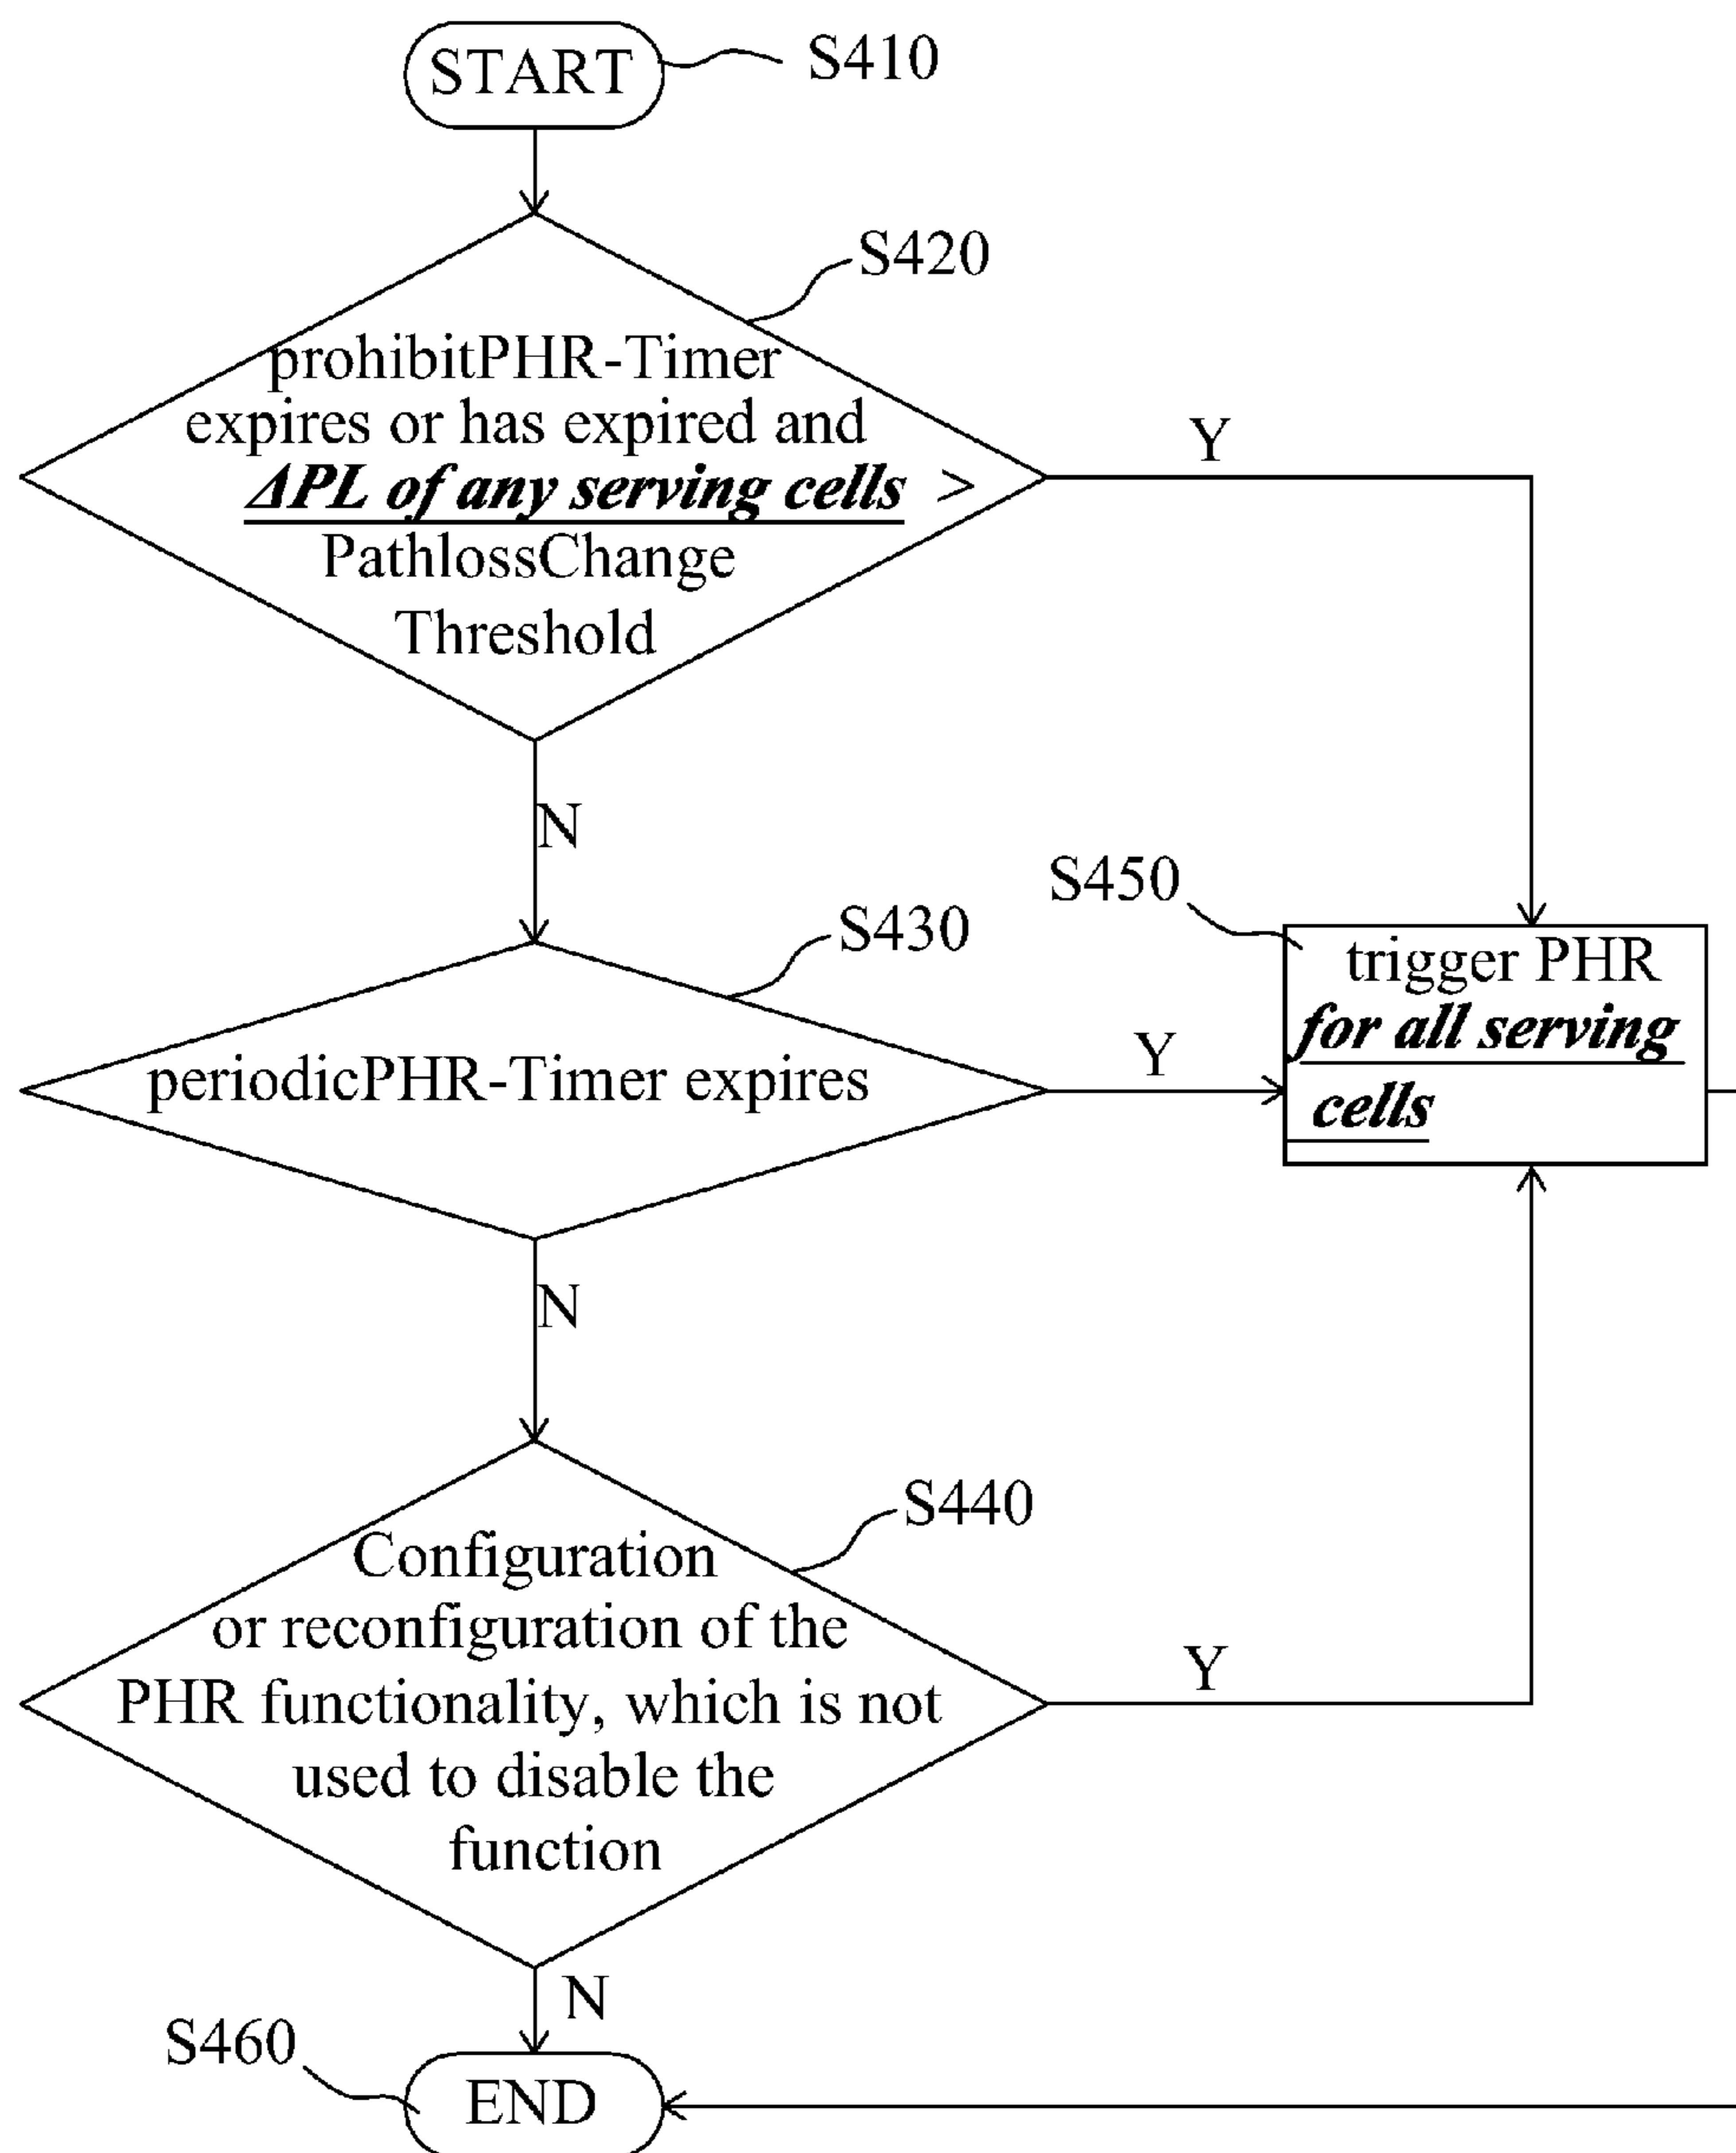 START
S410
S420
prohibitPHR-Timer
expires or has expired and
ΔPL of any serving cells >
PathlossChange
Threshold
Y
N
S430
periodicPHR-Timer expires
Y
S450
trigger PHR
for all serving
cells
N
S440
Configuration
or reconfiguration of the
PHR functionality, which is not
used to disable the
function
Y
N
S460
END